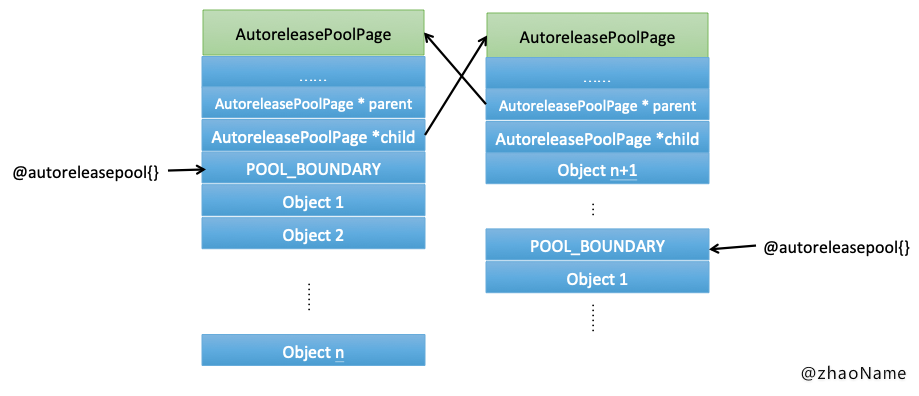 AutoreleasePoolPage
......
AutoreleasePoolPage * parent
AutoreleasePoolPage *child
@autoreleasepool{}
POOL_BOUNDARY
Object 1
Object 2
......
Object n
AutoreleasePoolPage
......
AutoreleasePoolPage * parent
AutoreleasePoolPage *child
Object n+1
...
POOL_BOUNDARY
@autoreleasepool{}
Object 1
......
@zhaoName